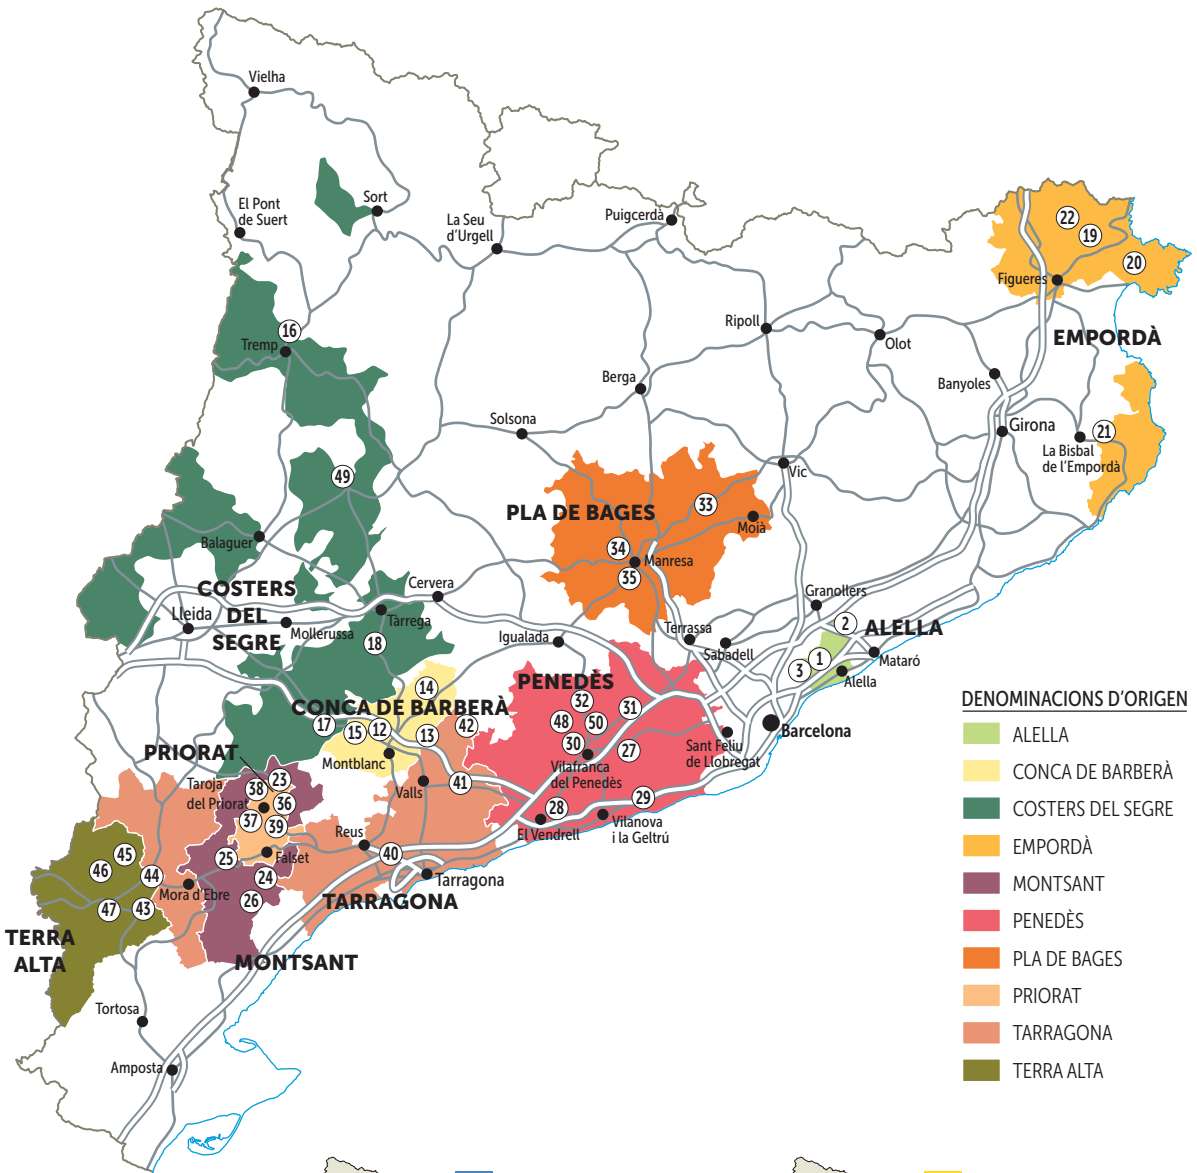 Vielha
El Pont
de Suert
Sort
La Seu
d'Urgell
Puigcerdà
22
19
20
Figueres
16
Tremp
Ripoll
Olot
EMPORDÀ
Berga
Banyoles
Solsona
Girona
21
La Bisbal
de l'Empordà
49
Vic
33
PLA DE BAGES
Moià
Balaguer
34
Manresa
35
COSTERS
DEL
SEGRE
Cervera
Granollers
Lleida
Mollerussa
Tàrrega
2
ALELLA
18
Igualada
Terrassa
Sabadell
1
3
Mataró
Alella
PENEDÈS
14
32
31
CONCA DE BARBERÀ
17
15
12
13
42
48
50
30
27
Barcelona
Sant Feliu
de Llobregat
PRIORAT
Montblanc
Vilafranca
del Penedès
23
38
Taroja
del Priorat
36
37
39
Valls
41
28
29
El Vendrell
Vilanova
i la Geltrú
Reus
40
25
Falset
24
26
45
46
44
Mora d'Ebre
47
43
Tarragona
TARRAGONA
TERRA
ALTA
MONTSANT
Tortosa
Amposta
DENOMINACIONS D'ORIGEN
ALELLA
CONCA DE BARBERÀ
COSTERS DEL SEGRE
EMPORDÀ
MONTSANT
PENEDÈS
PLA DE BAGES
PRIORAT
TARRAGONA
TERRA ALTA